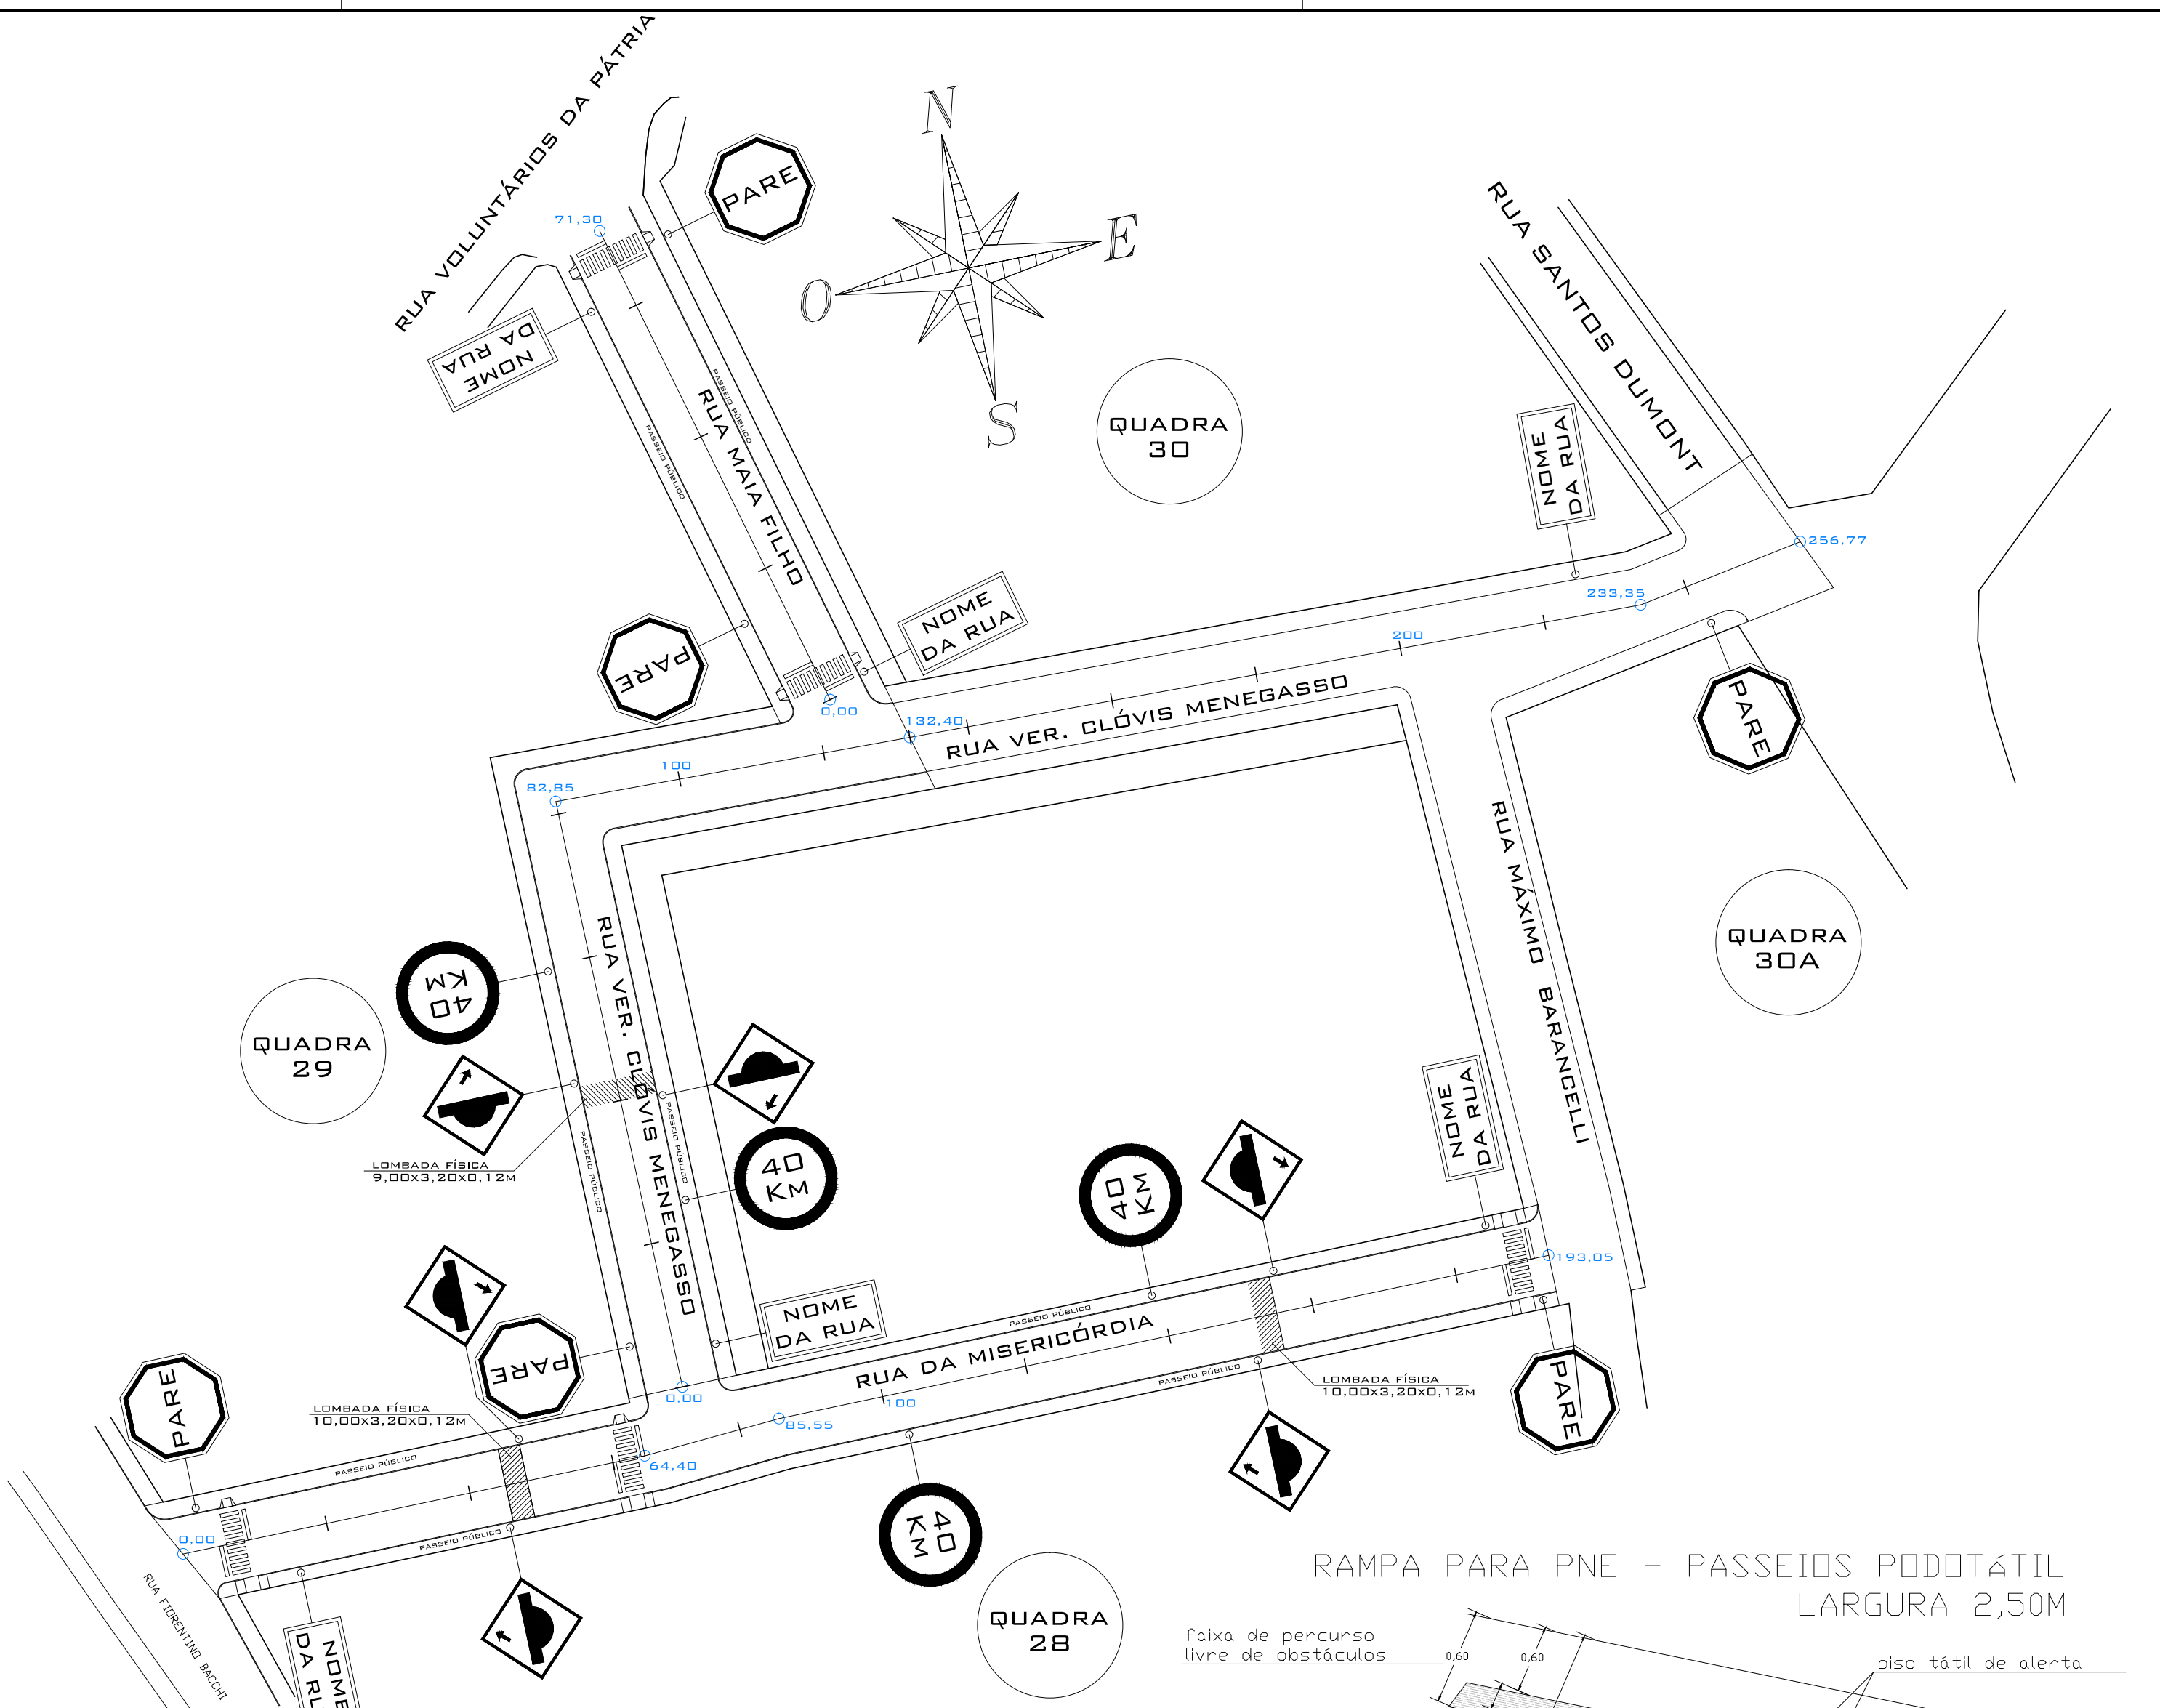 RUA VOLUNTÁRIOS DA PÁTRIA
PARE
N
E
O
S
71,30
NOME
DA RUA
PASSEIO PÚBLICO
PASSEIO PÚBLICO
RUA MAIA FILHO
QUADRA
30
RUA SANTOS DUMONT
NOME
DA RUA
256,77
233,35
200
NOME
DA RUA
PARE
0,00
132,40
RUA VER. CLÓVIS MENEGASSO
PARE
100
82,85
RUA MÁXIMO BARANCELLI
QUADRA
30A
40
KM
QUADRA
29
RUA VER. CLÓVIS MENEGASSO
PASSEIO PÚBLICO
PASSEIO PÚBLICO
LOMBADA FÍSICA
9,00x3,20x0,12M
40
KM
40
KM
NOME
DA RUA
193,05
NOME
DA RUA
PASSEIO PÚBLICO
RUA DA MISERICÓRDIA
PARE
PARE
LOMBADA FÍSICA
10,00x3,20x0,12M
0,00
85,55
100
PASSEIO PÚBLICO
LOMBADA FÍSICA
10,00x3,20x0,12M
PARE
64,40
PASSEIO PÚBLICO
PASSEIO PÚBLICO
0,00
40
KM
RUA FIORENTINO BACCHI
NOME
DA RU
QUADRA
28
RAMPA PARA PNE - PASSEIOS PODOTáTIL
LARGURA 2,50M
faixa de percurso
livre de obstáculos
0,60
0,60
piso tátil de alerta